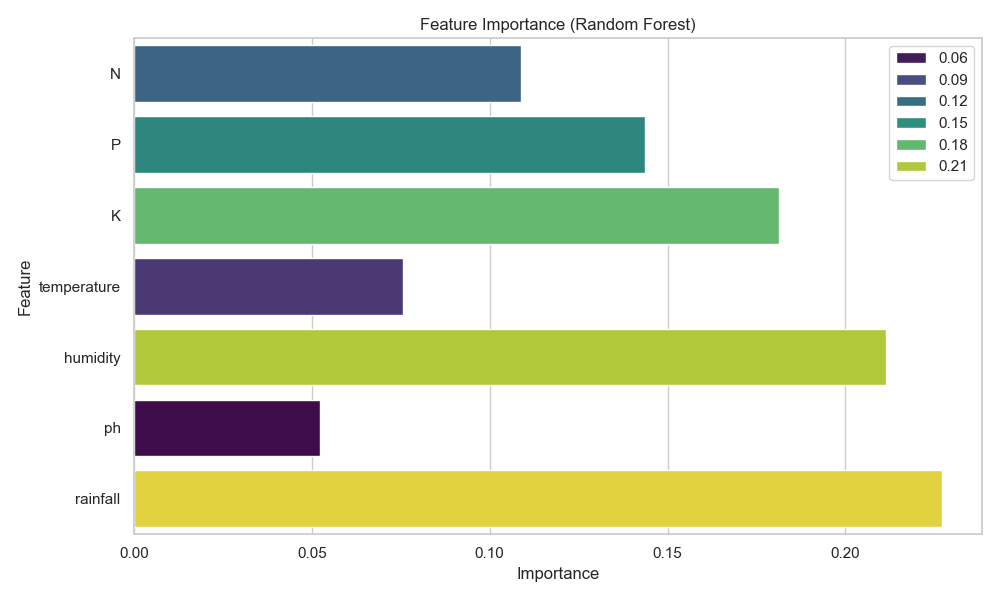 Feature Importance (Random Forest)
N
P
K
temperature
humidity
ph
rainfall
Feature
0.00
0.05
0.10
0.15
0.20
Importance
0.06
0.09
0.12
0.15
0.18
0.21